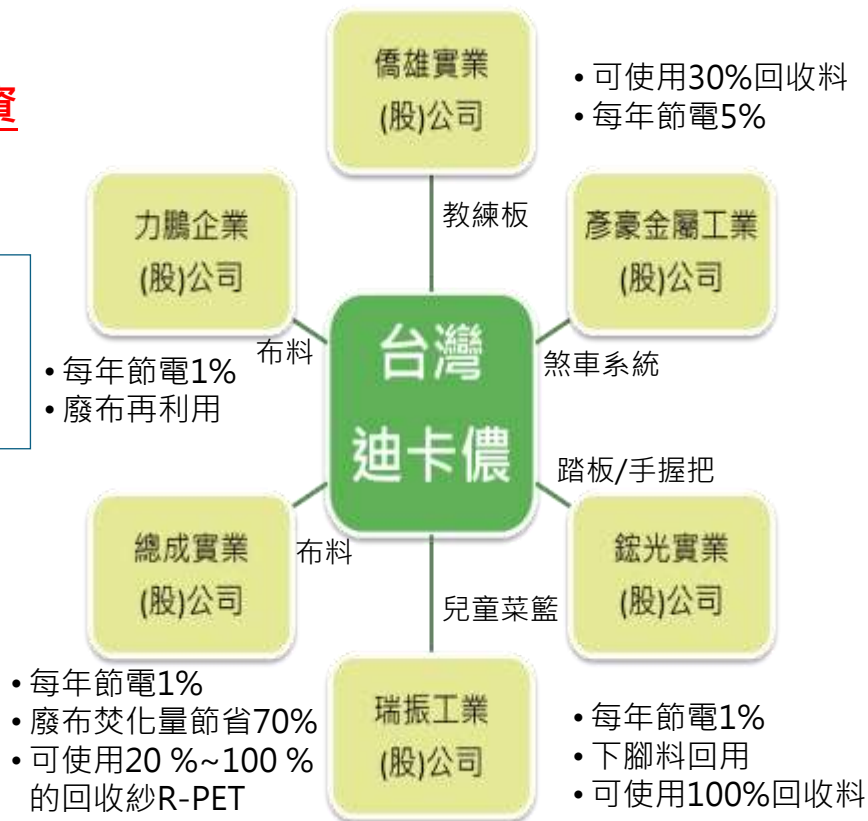 資
僑雄實業
(股)公司
• 可使用30%回收料
• 每年節電5%
教練板
力鵬企業
(股)公司
布料
• 每年節電1%
• 廢布再利用
彥豪金屬工業
(股)公司
煞車系統
台灣
迪卡儂
踏板/手握把
總成實業
(股)公司
布料
• 每年節電1%
• 廢布焚化量節省70%
• 可使用20 %~100 %
的回收紗R-PET
兒童菜籃
瑞振工業
(股)公司
鋐光實業
(股)公司
• 每年節電1%
• 下腳料回用
• 可使用100%回收料